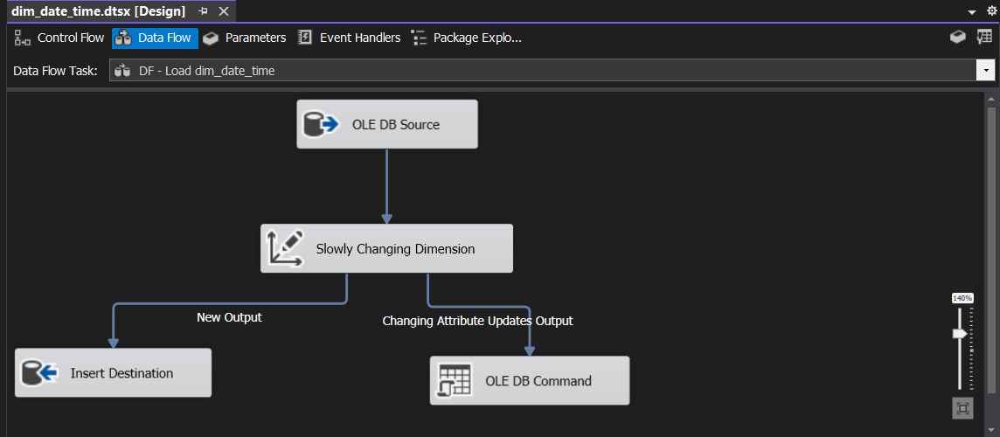 dim_date_time.dtsx [Design]
Control Flow
Data Flow
Parameters
Event Handlers
Package Explo...
Data Flow Task:
DF - Load dim_date_time
OLE DB Source
Slowly Changing Dimension
New Output
Changing Attribute Updates Output
Insert Destination
OLE DB Command
140%